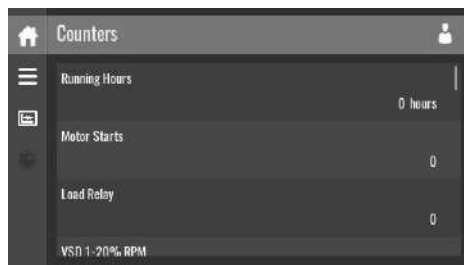 Counters
Running Hours
0 hours
Motor Starts
0
Load Relay
0
VSD 1-20% RPM